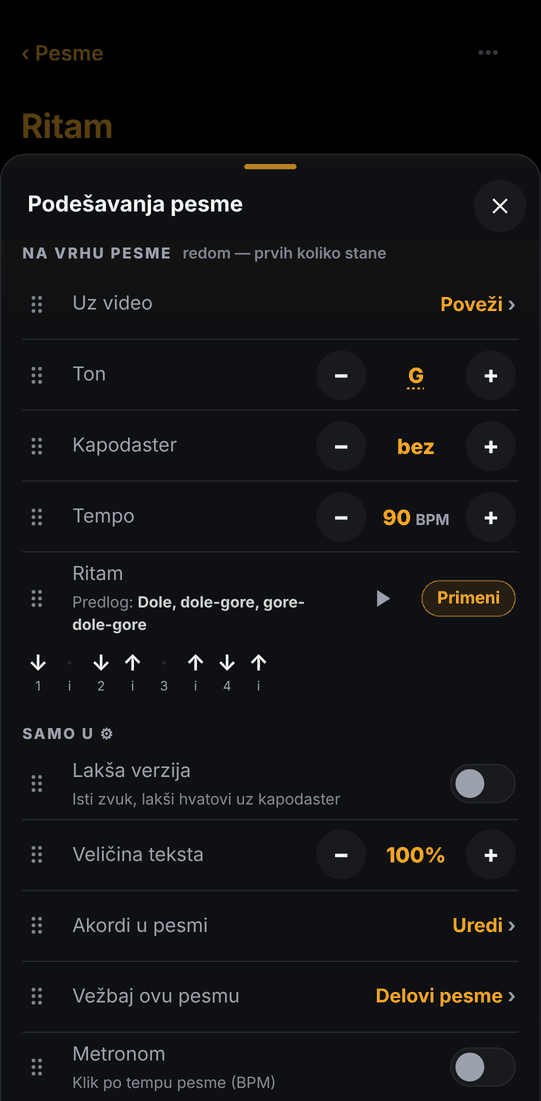 ‹ Pesme
Ritam
Podešavanja pesme
NA VRHU PESME redom — prvih koliko stane
Uz video Poveži ›
Ton − G +
Kapodaster − bez +
Tempo − 90 BPM +
Ritam
Predlog: Dole, dole-gore, gore-
dole-gore
Primeni
↓ · ↓ ↑ · ↑ ↓ ↑
1 i 2 i 3 i 4 i
SAMO U ⚙
Lakša verzija
Isti zvuk, lakši hvatovi uz kapodaster
Veličina teksta − 100% +
Akordi u pesmi Uredi ›
Vežbaj ovu pesmu Delovi pesme ›
Metronom
Klik po tempu pesme (BPM)